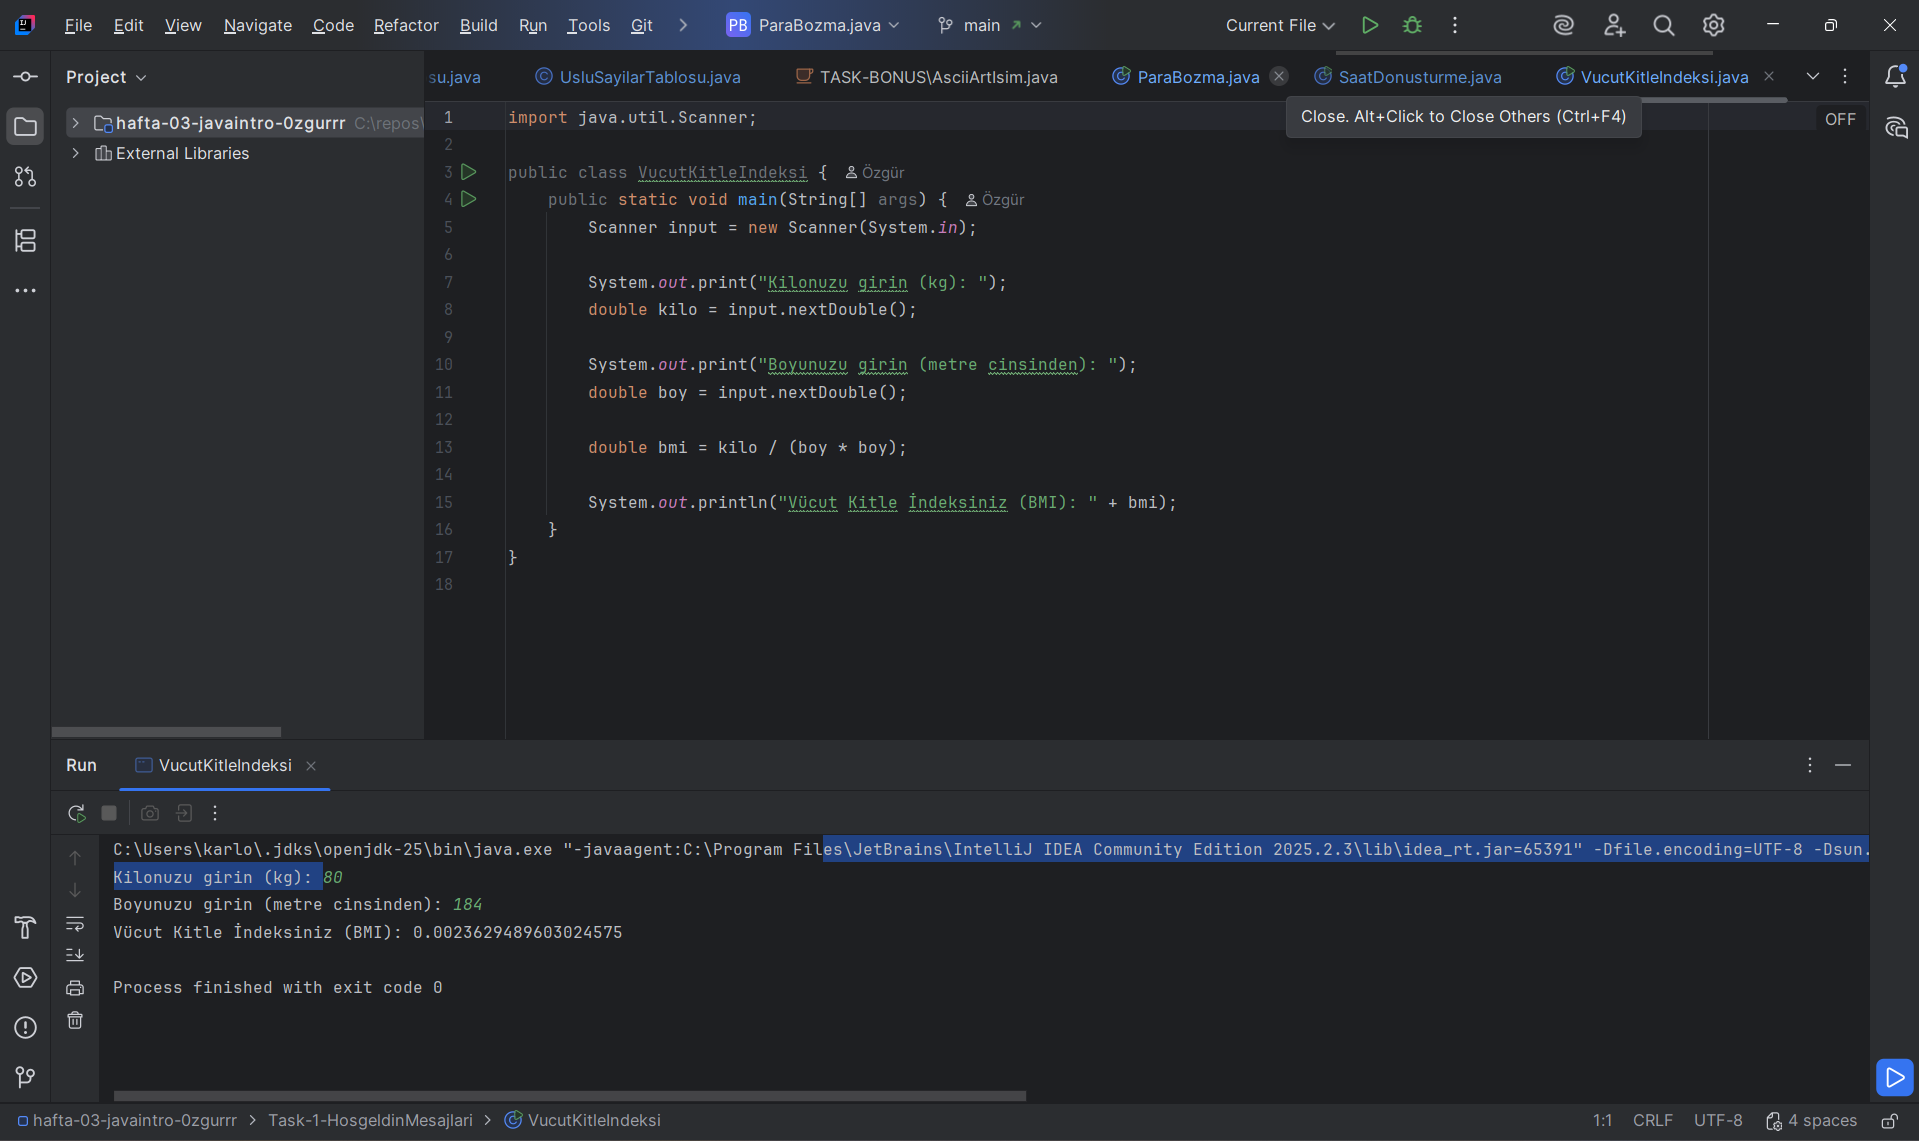 File Edit View Navigate Code Refactor Build Run Tools Git PB ParaBozma.java main Current File
Project
su.java UsluSayilarTablosu.java TASK-BONUS\AsciiArtIsim.java ParaBozma.java SaatDonusturme.java VucutKitleIndeksi.java
Close. Alt+Click to Close Others (Ctrl+F4)
OFF
hafta-03-javaintro-0zgurrr C:\repos\
External Libraries
1 import java.util.Scanner;
2
3 public class VucutKitleIndeksi { Özgür
4 public static void main(String[] args) { Özgür
5 Scanner input = new Scanner(System.in);
6
7 System.out.print("Kilonuzu girin (kg): ");
8 double kilo = input.nextDouble();
9
10 System.out.print("Boyunuzu girin (metre cinsinden): ");
11 double boy = input.nextDouble();
12
13 double bmi = kilo / (boy * boy);
14
15 System.out.println("Vücut Kitle İndeksiniz (BMI): " + bmi);
16 }
17 }
18
Run VucutKitleIndeksi
C:\Users\karlo\.jdks\openjdk-25\bin\java.exe "-javaagent:C:\Program Files\JetBrains\IntelliJ IDEA Community Edition 2025.2.3\lib\idea_rt.jar=65391" -Dfile.encoding=UTF-8 -Dsun.
Kilonuzu girin (kg): 80
Boyunuzu girin (metre cinsinden): 184
Vücut Kitle İndeksiniz (BMI): 0.0023629489603024575
Process finished with exit code 0
hafta-03-javaintro-0zgurrr > Task-1-HosgeldinMesajlari > VucutKitleIndeksi 1:1 CRLF UTF-8 4 spaces